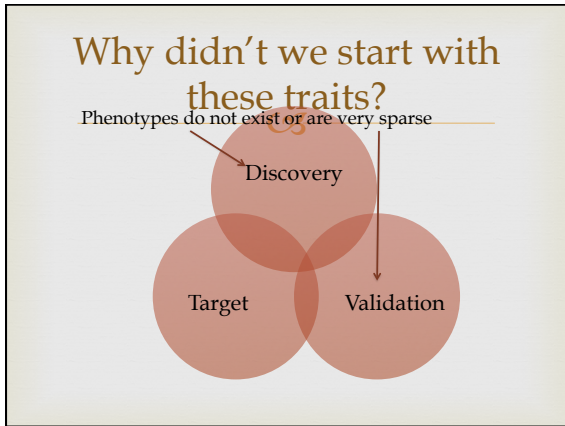 Why didn't we start with
these traits?
Phenotypes do not exist or are very sparse
Discovery
Target
Validation